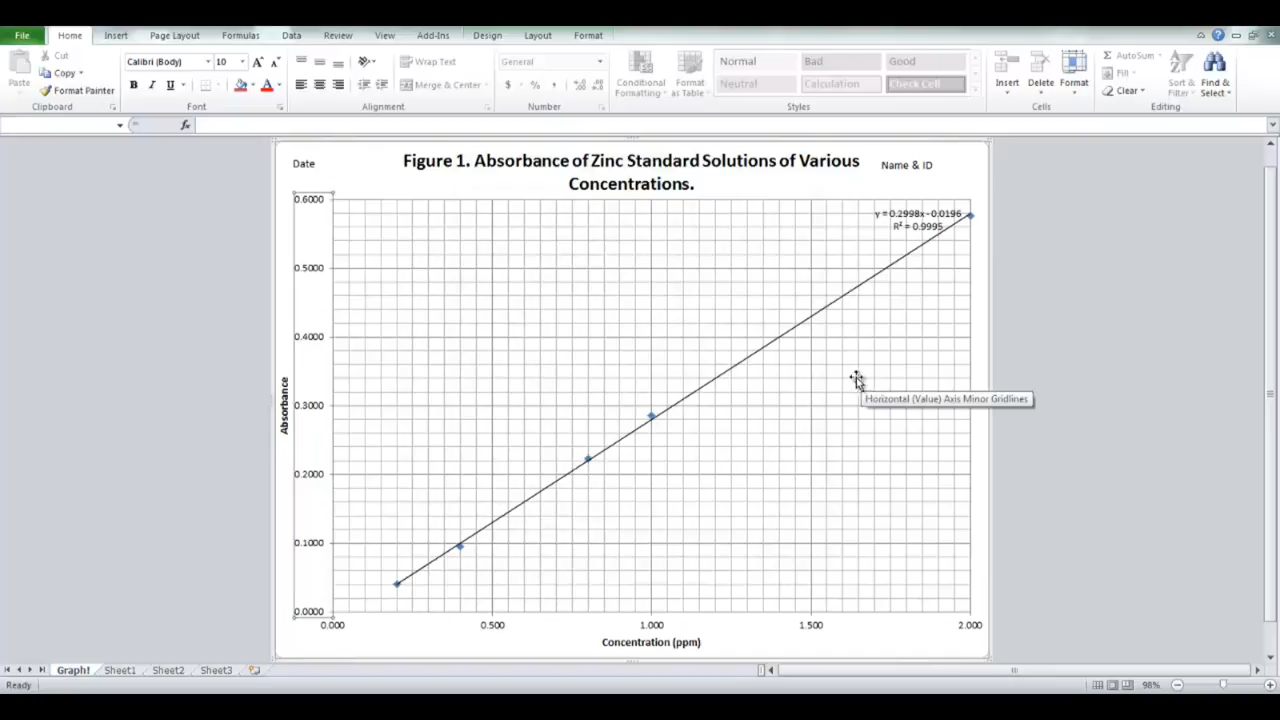 File Home Insert Page Layout Formulas Data Review View Add-Ins Design Layout Format
Paste
Cut
Copy
Format Painter
Clipboard
Calibri (Body) 10
B I U
Font
Wrap Text
Merge & Center
Alignment
General
$ % ,
Number
Conditional Formatting
Format as Table
Normal Bad Good
Neutral Calculation Check Cell
Styles
Insert Delete Format
Cells
Σ AutoSum
Fill
Clear
Sort & Filter
Find & Select
Editing
fx
Date
Figure 1. Absorbance of Zinc Standard Solutions of Various
Concentrations.
Name & ID
0.6000
y = 0.2998x - 0.0196
R² = 0.9995
0.5000
0.4000
Horizontal (Value) Axis Minor Gridlines
0.3000
Absorbance
0.2000
0.1000
0.0000
0.000 0.500 1.000 1.500 2.000
Concentration (ppm)
Graph! Sheet1 Sheet2 Sheet3
Ready 98%